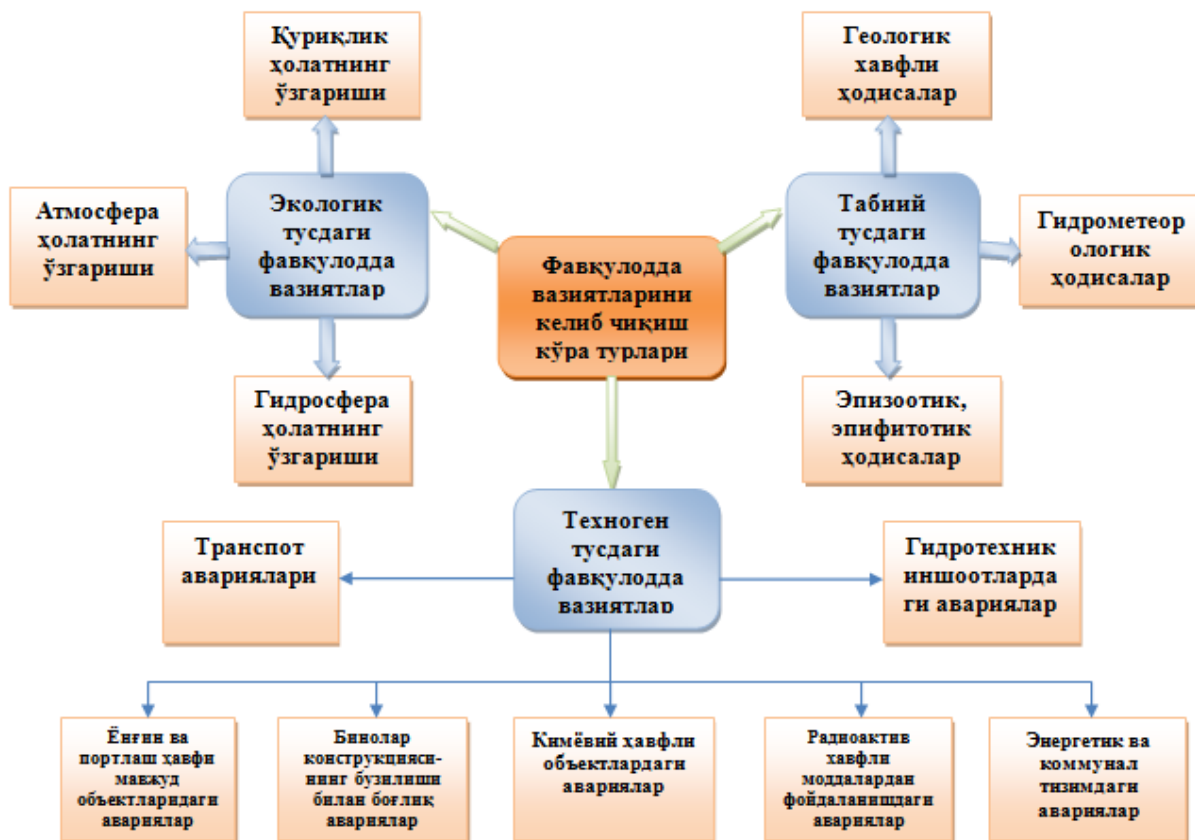 Қуриқлик
ҳолатнинг
ўзгариши
Геологик
хавфли
ҳодисалар
Атмосфера
ҳолатнинг
ўзгариши
Экологик
тусдаги
фавқулодда
вазиятлар
Фавқулодда
вазиятларини
келиб чиқиш
кўра турлари
Табиий
тусдаги
фавқулодда
вазиятлар
Гидрометеор
ологик
ҳодисалар
Гидросфера
ҳолатнинг
ўзгариши
Эпизоотик,
эпифитотик
ҳодисалар
Транспот
авариялари
Техноген
тусдаги
фавқулодда
вазиятлар
Гидротехник
иншоотларда
ги авариялар
Ёнғин ва
портлаш ҳавфи
мавжуд
объектларидаги
авариялар
Бинолар
конструкцияси-
нинг бузилиши
билан боғлиқ
авариялар
Кимёвий ҳавфли
объектлардаги
авариялар
Радиоактив
хавфли
моддалардан
фойдаланишдаги
авариялар
Энергетик ва
коммунал
тизимдаги
авариялар